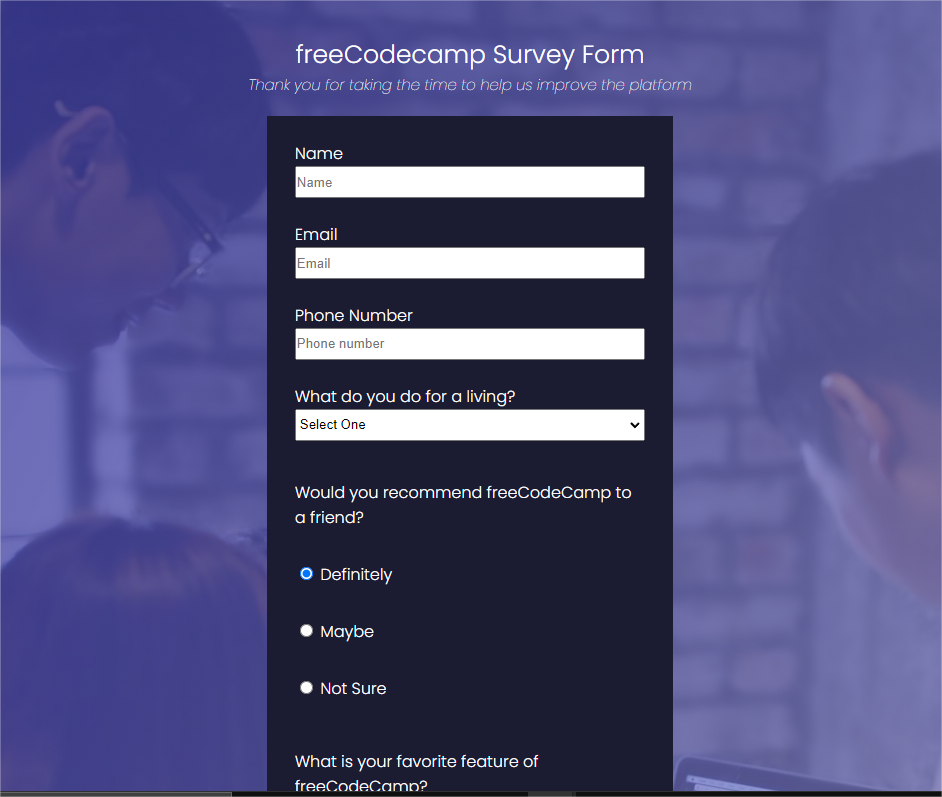 freeCodecamp Survey Form
Thank you for taking the time to help us improve the platform
Name
Name
Email
Email
Phone Number
Phone number
What do you do for a living?
Select One
Would you recommend freeCodeCamp to
a friend?
Definitely
Maybe
Not Sure
What is your favorite feature of
freeCodeCamp?